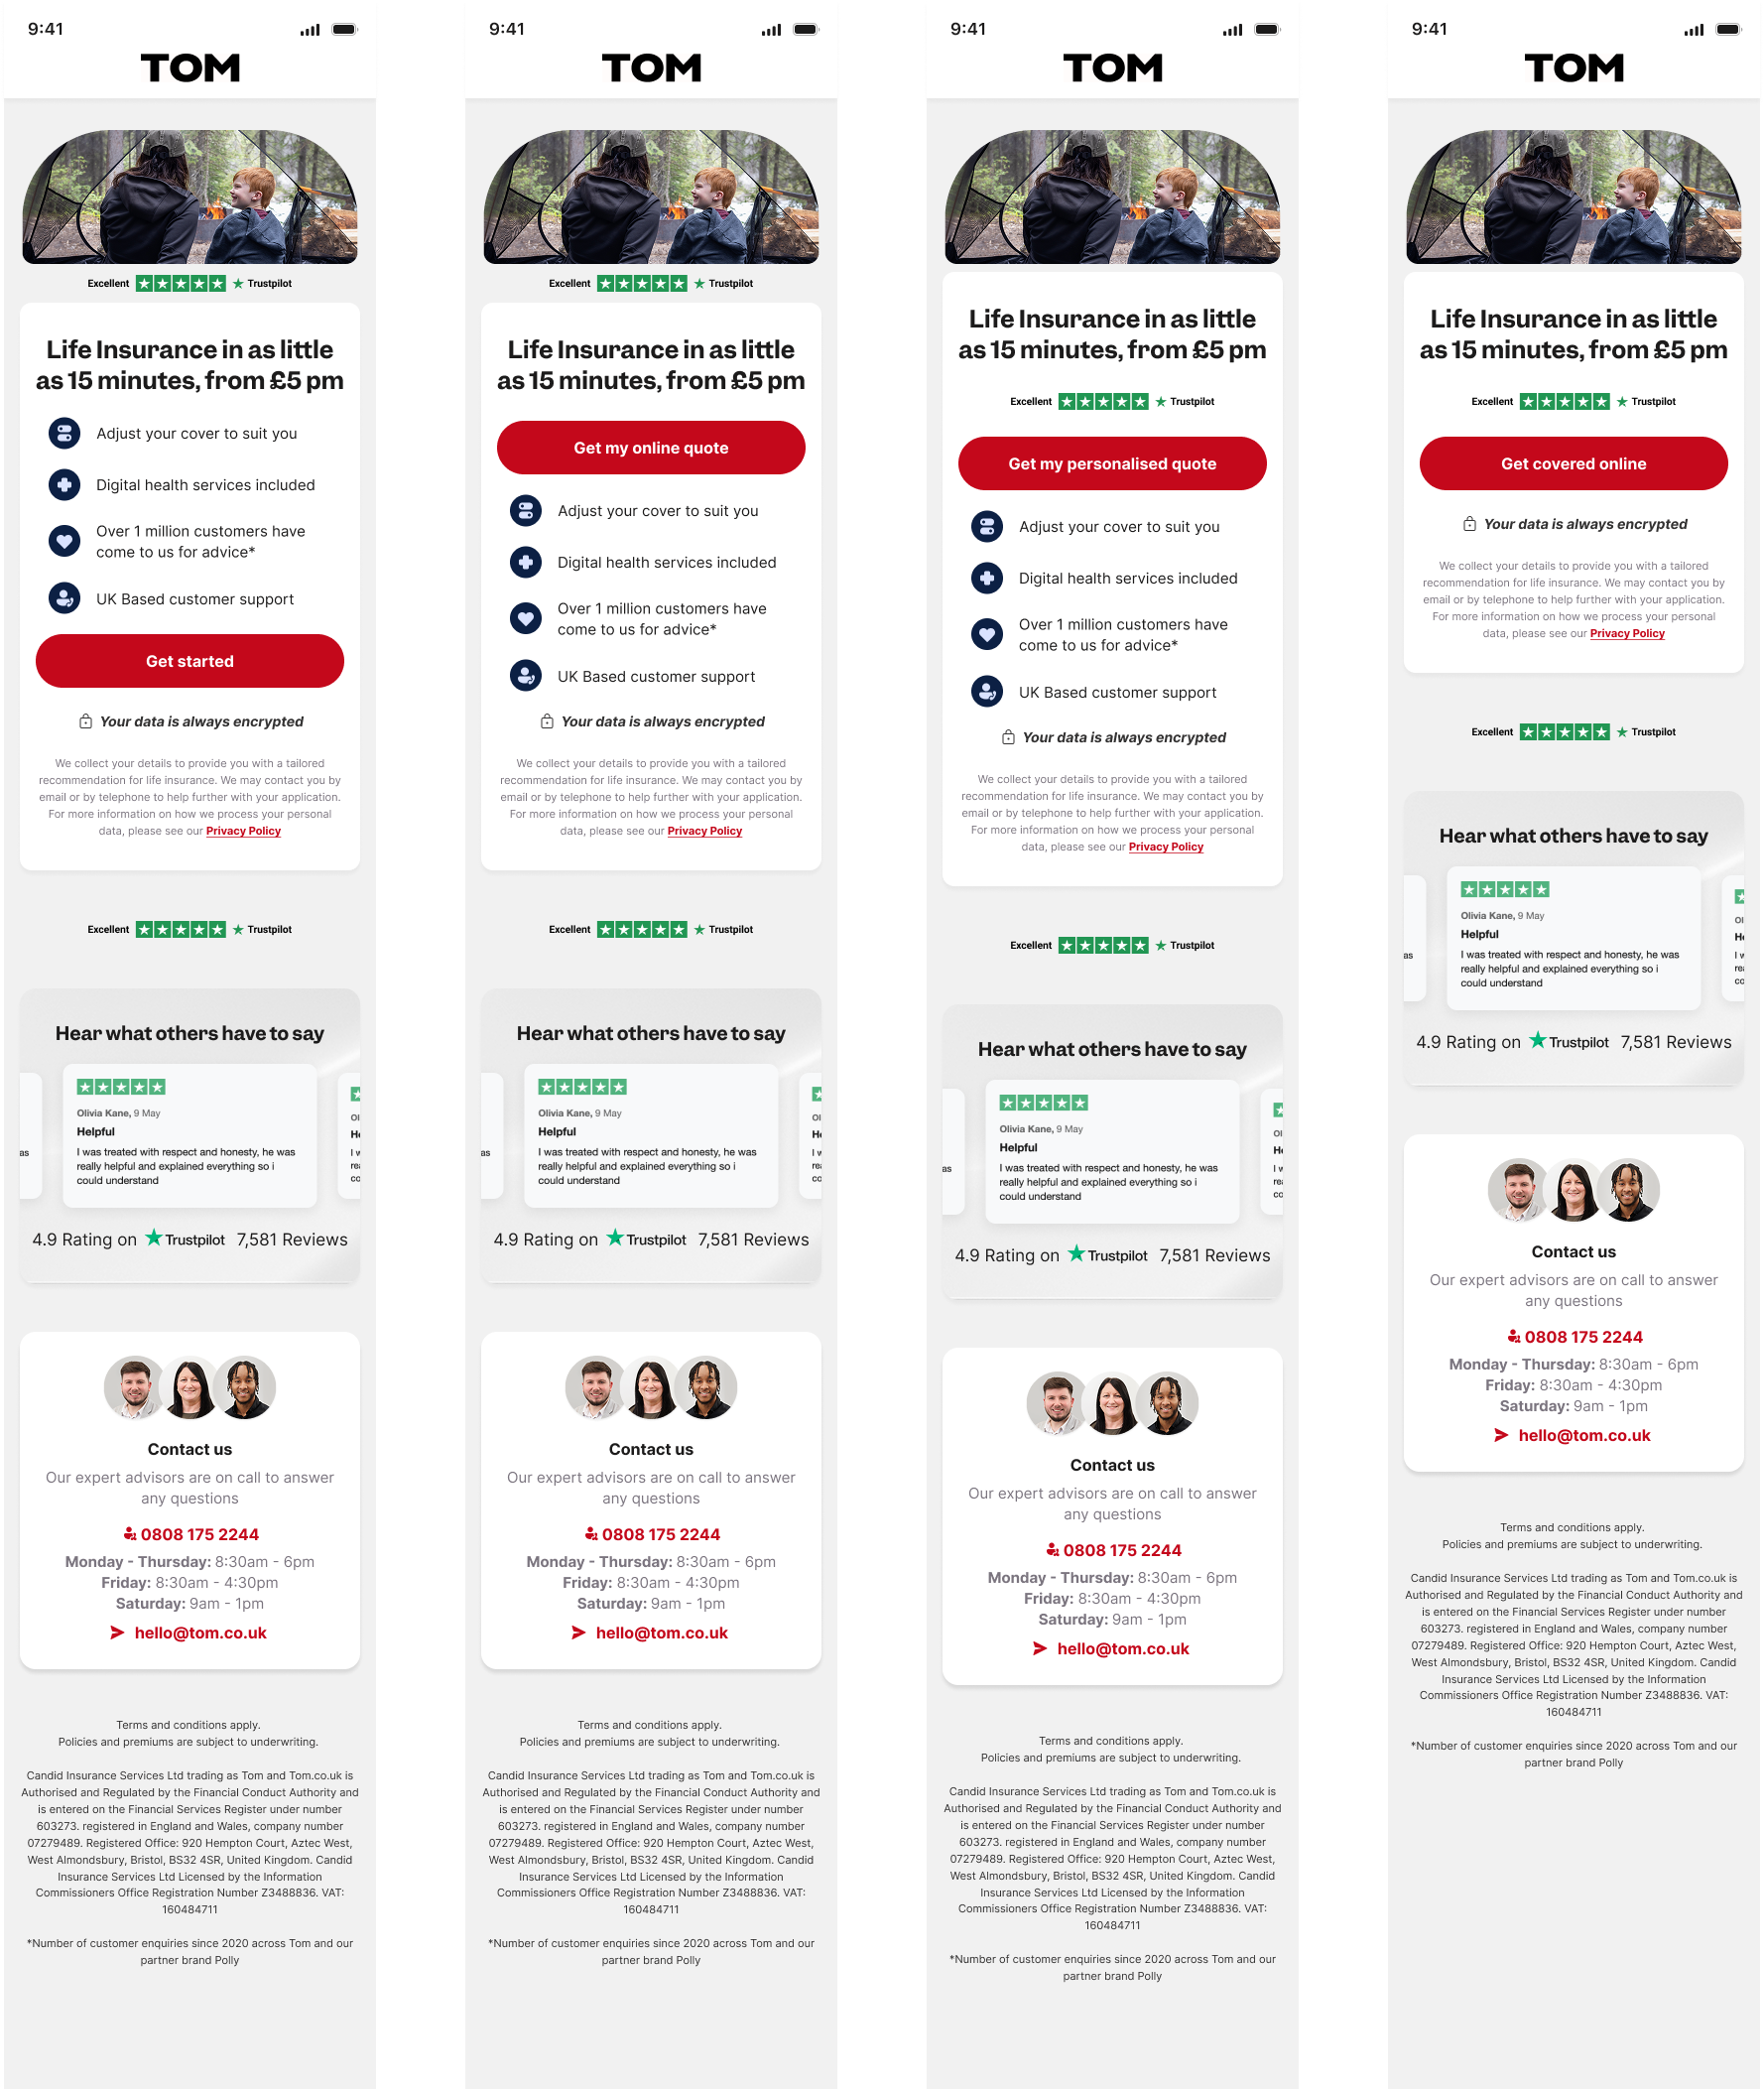 9:41
TOM
Excellent Trustpilot
Life Insurance in as little
as 15 minutes, from £5 pm
Adjust your cover to suit you
Digital health services included
Over 1 million customers have
come to us for advice*
UK Based customer support
Get started
Your data is always encrypted
We collect your details to provide you with a tailored
recommendation for life insurance. We may contact you by
email or by telephone to help further with your application.
For more information on how we process your personal
data, please see our Privacy Policy
Excellent Trustpilot
Hear what others have to say
Olivia Kane, 9 May
Helpful
I was treated with respect and honesty, he was
really helpful and explained everything so i
could understand
as
Ol
He
I w
rea
co
4.9 Rating on Trustpilot 7,581 Reviews
Contact us
Our expert advisors are on call to answer
any questions
0808 175 2244
Monday - Thursday: 8:30am - 6pm
Friday: 8:30am - 4:30pm
Saturday: 9am - 1pm
hello@tom.co.uk
Terms and conditions apply.
Policies and premiums are subject to underwriting.
Candid Insurance Services Ltd trading as Tom and Tom.co.uk is
Authorised and Regulated by the Financial Conduct Authority and
is entered on the Financial Services Register under number
603273. registered in England and Wales, company number
07279489. Registered Office: 920 Hempton Court, Aztec West,
West Almondsbury, Bristol, BS32 4SR, United Kingdom. Candid
Insurance Services Ltd Licensed by the Information
Commissioners Office Registration Number Z3488836. VAT:
160484711
*Number of customer enquiries since 2020 across Tom and our
partner brand Polly
9:41
TOM
Excellent Trustpilot
Life Insurance in as little
as 15 minutes, from £5 pm
Get my online quote
Adjust your cover to suit you
Digital health services included
Over 1 million customers have
come to us for advice*
UK Based customer support
Your data is always encrypted
We collect your details to provide you with a tailored
recommendation for life insurance. We may contact you by
email or by telephone to help further with your application.
For more information on how we process your personal
data, please see our Privacy Policy
Excellent Trustpilot
Hear what others have to say
Olivia Kane, 9 May
Helpful
I was treated with respect and honesty, he was
really helpful and explained everything so i
could understand
as
Ol
He
I w
rea
co
4.9 Rating on Trustpilot 7,581 Reviews
Contact us
Our expert advisors are on call to answer
any questions
0808 175 2244
Monday - Thursday: 8:30am - 6pm
Friday: 8:30am - 4:30pm
Saturday: 9am - 1pm
hello@tom.co.uk
Terms and conditions apply.
Policies and premiums are subject to underwriting.
Candid Insurance Services Ltd trading as Tom and Tom.co.uk is
Authorised and Regulated by the Financial Conduct Authority and
is entered on the Financial Services Register under number
603273. registered in England and Wales, company number
07279489. Registered Office: 920 Hempton Court, Aztec West,
West Almondsbury, Bristol, BS32 4SR, United Kingdom. Candid
Insurance Services Ltd Licensed by the Information
Commissioners Office Registration Number Z3488836. VAT:
160484711
*Number of customer enquiries since 2020 across Tom and our
partner brand Polly
9:41
TOM
Life Insurance in as little
as 15 minutes, from £5 pm
Excellent Trustpilot
Get my personalised quote
Adjust your cover to suit you
Digital health services included
Over 1 million customers have
come to us for advice*
UK Based customer support
Your data is always encrypted
We collect your details to provide you with a tailored
recommendation for life insurance. We may contact you by
email or by telephone to help further with your application.
For more information on how we process your personal
data, please see our Privacy Policy
Excellent Trustpilot
Hear what others have to say
Olivia Kane, 9 May
Helpful
I was treated with respect and honesty, he was
really helpful and explained everything so i
could understand
as
Ol
He
I w
rea
co
4.9 Rating on Trustpilot 7,581 Reviews
Contact us
Our expert advisors are on call to answer
any questions
0808 175 2244
Monday - Thursday: 8:30am - 6pm
Friday: 8:30am - 4:30pm
Saturday: 9am - 1pm
hello@tom.co.uk
Terms and conditions apply.
Policies and premiums are subject to underwriting.
Candid Insurance Services Ltd trading as Tom and Tom.co.uk is
Authorised and Regulated by the Financial Conduct Authority and
is entered on the Financial Services Register under number
603273. registered in England and Wales, company number
07279489. Registered Office: 920 Hempton Court, Aztec West,
West Almondsbury, Bristol, BS32 4SR, United Kingdom. Candid
Insurance Services Ltd Licensed by the Information
Commissioners Office Registration Number Z3488836. VAT:
160484711
*Number of customer enquiries since 2020 across Tom and our
partner brand Polly
9:41
TOM
Life Insurance in as little
as 15 minutes, from £5 pm
Excellent Trustpilot
Get covered online
Your data is always encrypted
We collect your details to provide you with a tailored
recommendation for life insurance. We may contact you by
email or by telephone to help further with your application.
For more information on how we process your personal
data, please see our Privacy Policy
Excellent Trustpilot
Hear what others have to say
Olivia Kane, 9 May
Helpful
I was treated with respect and honesty, he was
really helpful and explained everything so i
could understand
as
Ol
He
I w
rea
co
4.9 Rating on Trustpilot 7,581 Reviews
Contact us
Our expert advisors are on call to answer
any questions
0808 175 2244
Monday - Thursday: 8:30am - 6pm
Friday: 8:30am - 4:30pm
Saturday: 9am - 1pm
hello@tom.co.uk
Terms and conditions apply.
Policies and premiums are subject to underwriting.
Candid Insurance Services Ltd trading as Tom and Tom.co.uk is
Authorised and Regulated by the Financial Conduct Authority and
is entered on the Financial Services Register under number
603273. registered in England and Wales, company number
07279489. Registered Office: 920 Hempton Court, Aztec West,
West Almondsbury, Bristol, BS32 4SR, United Kingdom. Candid
Insurance Services Ltd Licensed by the Information
Commissioners Office Registration Number Z3488836. VAT:
160484711
*Number of customer enquiries since 2020 across Tom and our
partner brand Polly